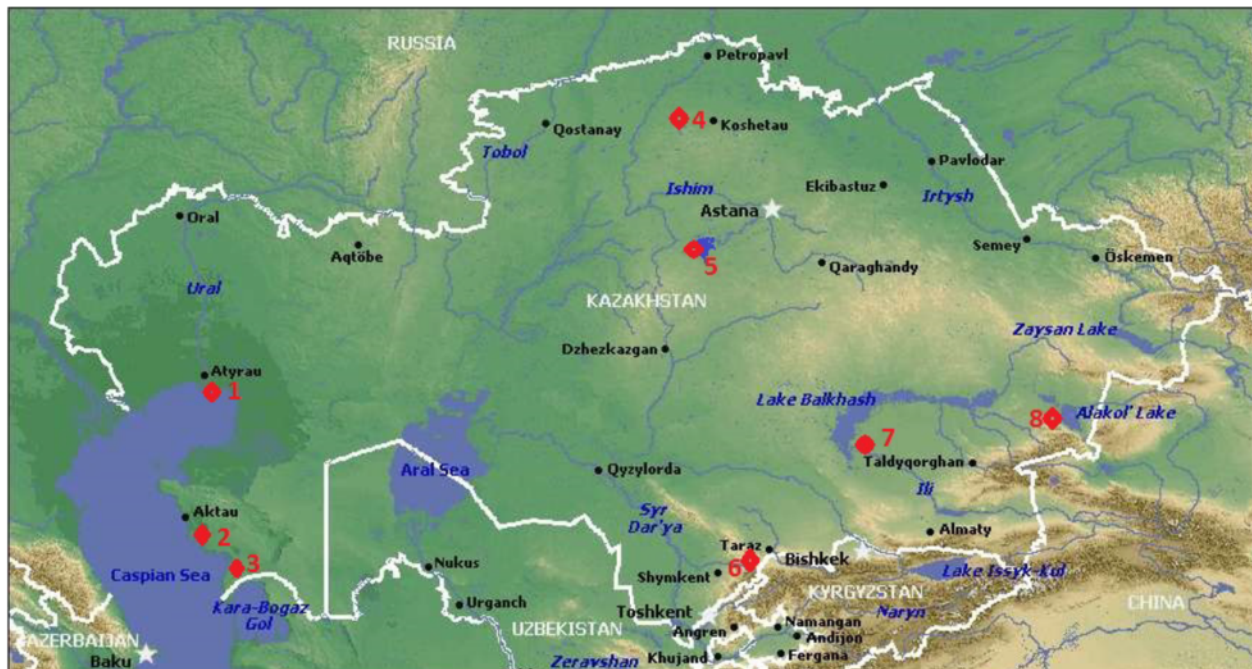 RUSSIA
Petropavl
4
Koshetau
Qostanay
Tobol
Pavlodar
Ishim
Ekibastuz
Irtysh
Astana
Oral
Aqtöbe
Semey
Öskemen
5
Qaraghandy
Ural
KAZAKHSTAN
Zaysan Lake
Dzhezkazgan
Atyrau
1
Lake Balkhash
Alakol' Lake
8
7
Taldyqorghan
Aral Sea
Qyzylorda
Ili
Syr
Dar'ya
Aktau
2
Almaty
Taraz
Bishkek
3
Nukus
6
Shymkent
Lake Issyk-Kul
Caspian Sea
KYRGYZSTAN
Kara-Bogaz
Gol
Urganch
Toshkent
Naryn
CHINA
UZBEKISTAN
Angren
Namangan
Andijon
AZERBAIJAN
Baku
Zeravshan
Khujand
Fergana